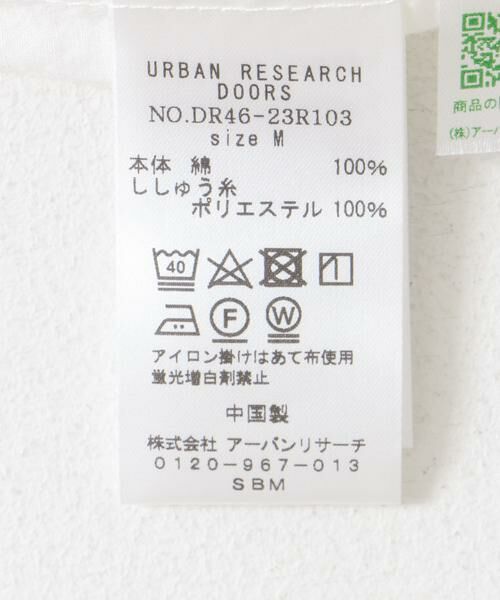 URBAN RESEARCH
DOORS
NO.DR46-23R103
size M
本体 綿 100%
ししゅう糸
ポリエステル 100%
40
F
W
アイロン掛けはあて布使用
蛍光増白剤禁止
中国製
株式会社 アーバンリサーチ
0120-967-013
SBM
商品の
(株)アーバ